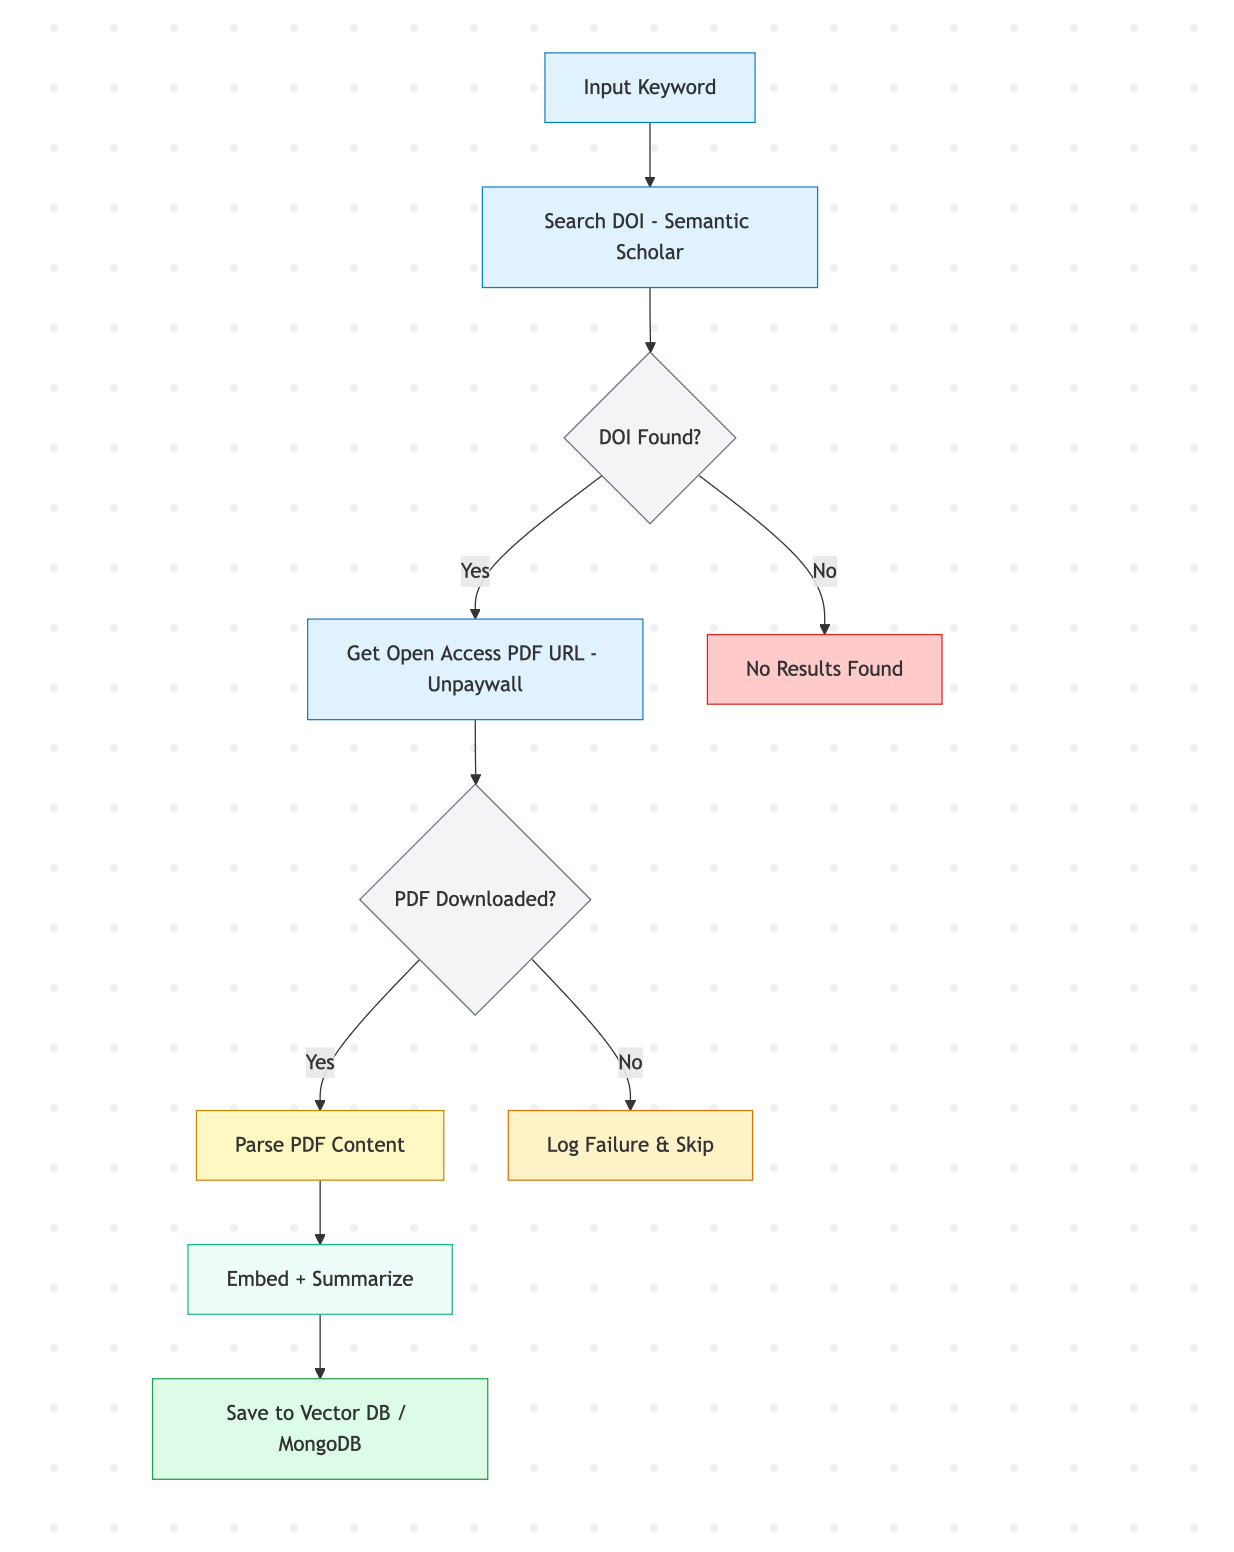 Input Keyword
Search DOI - Semantic
Scholar
DOI Found?
Yes
No
Get Open Access PDF URL -
Unpaywall
No Results Found
PDF Downloaded?
Yes
No
Parse PDF Content
Log Failure & Skip
Embed + Summarize
Save to Vector DB /
MongoDB